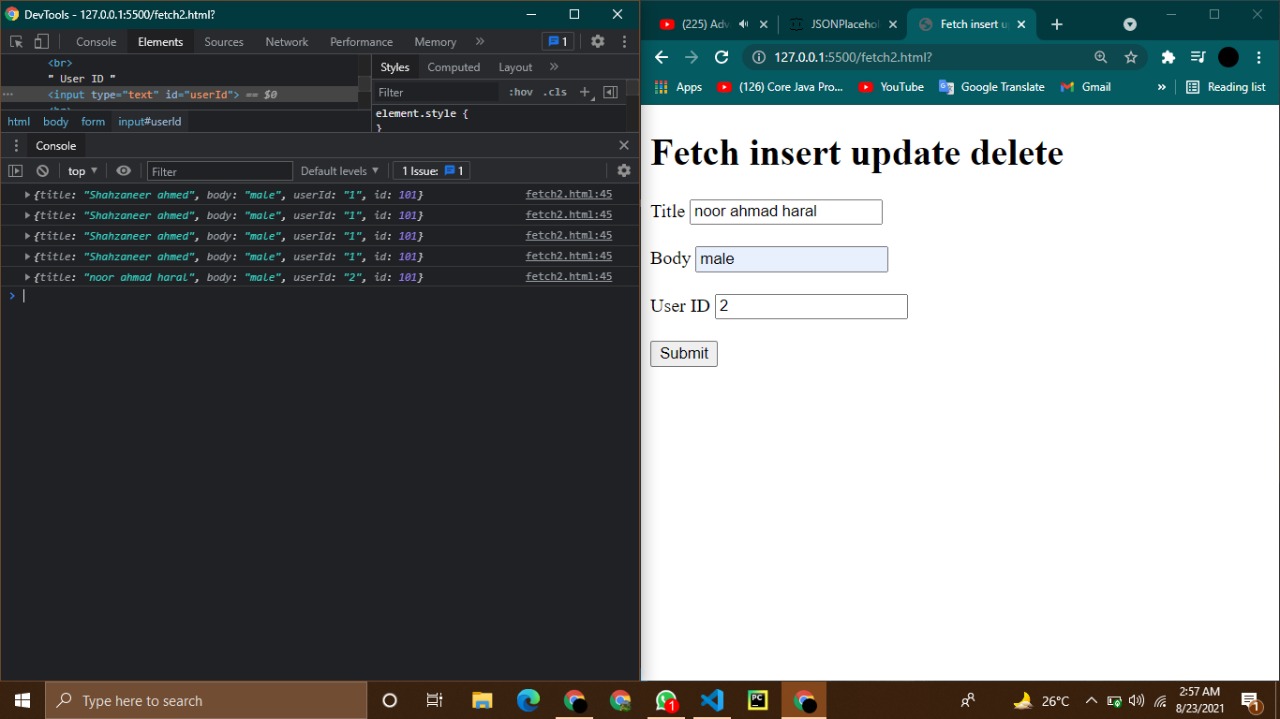 DevTools - 127.0.0.1:5500/fetch2.html?
Console Elements Sources Network Performance Memory » 1
<br>
" User ID "
<input type="text" id="userId"> == $0
html body form input#userId
Styles Computed Layout »
Filter :hov .cls +
element.style {
}
Console
top ▼ Filter Default levels ▼ 1 Issue: 1
{title: "Shahzaneer ahmed", body: "male", userId: "1", id: 101} fetch2.html:45
{title: "Shahzaneer ahmed", body: "male", userId: "1", id: 101} fetch2.html:45
{title: "Shahzaneer ahmed", body: "male", userId: "1", id: 101} fetch2.html:45
{title: "Shahzaneer ahmed", body: "male", userId: "1", id: 101} fetch2.html:45
{title: "noor ahmad haral", body: "male", userId: "2", id: 101} fetch2.html:45
(225) Adv JSONPlacehol Fetch insert u
127.0.0.1:5500/fetch2.html?
Apps (126) Core Java Pro... YouTube Google Translate Gmail » Reading list
Fetch insert update delete
Title noor ahmad haral
Body male
User ID 2
Submit
Type here to search 1 PC 26°C 2:57 AM
8/23/2021 1